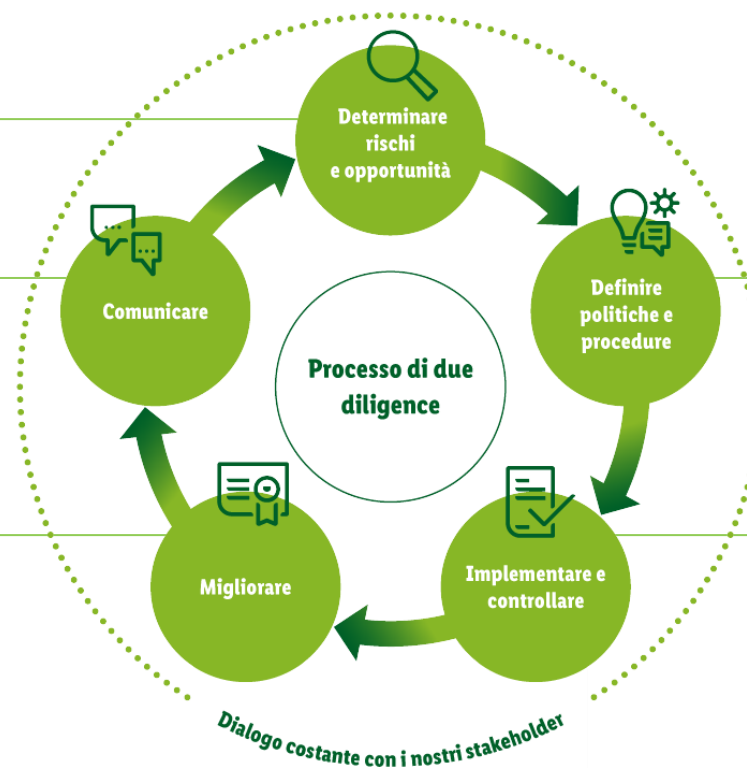 Determinare
rischi
e opportunità
Definire
politiche e
procedure
Implementare e
controllare
Migliorare
Comunicare
Processo di due
diligence
Dialogo costante con i nostri stakeholder